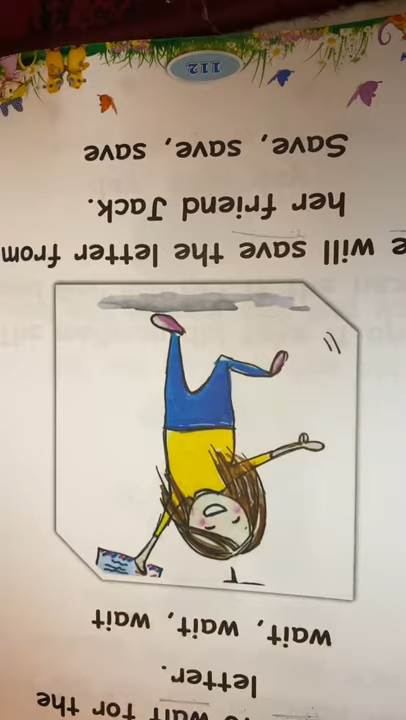 wait for the
letter.
wait, wait, wait
will save the letter from
her friend Jack.
Save, save, save
112